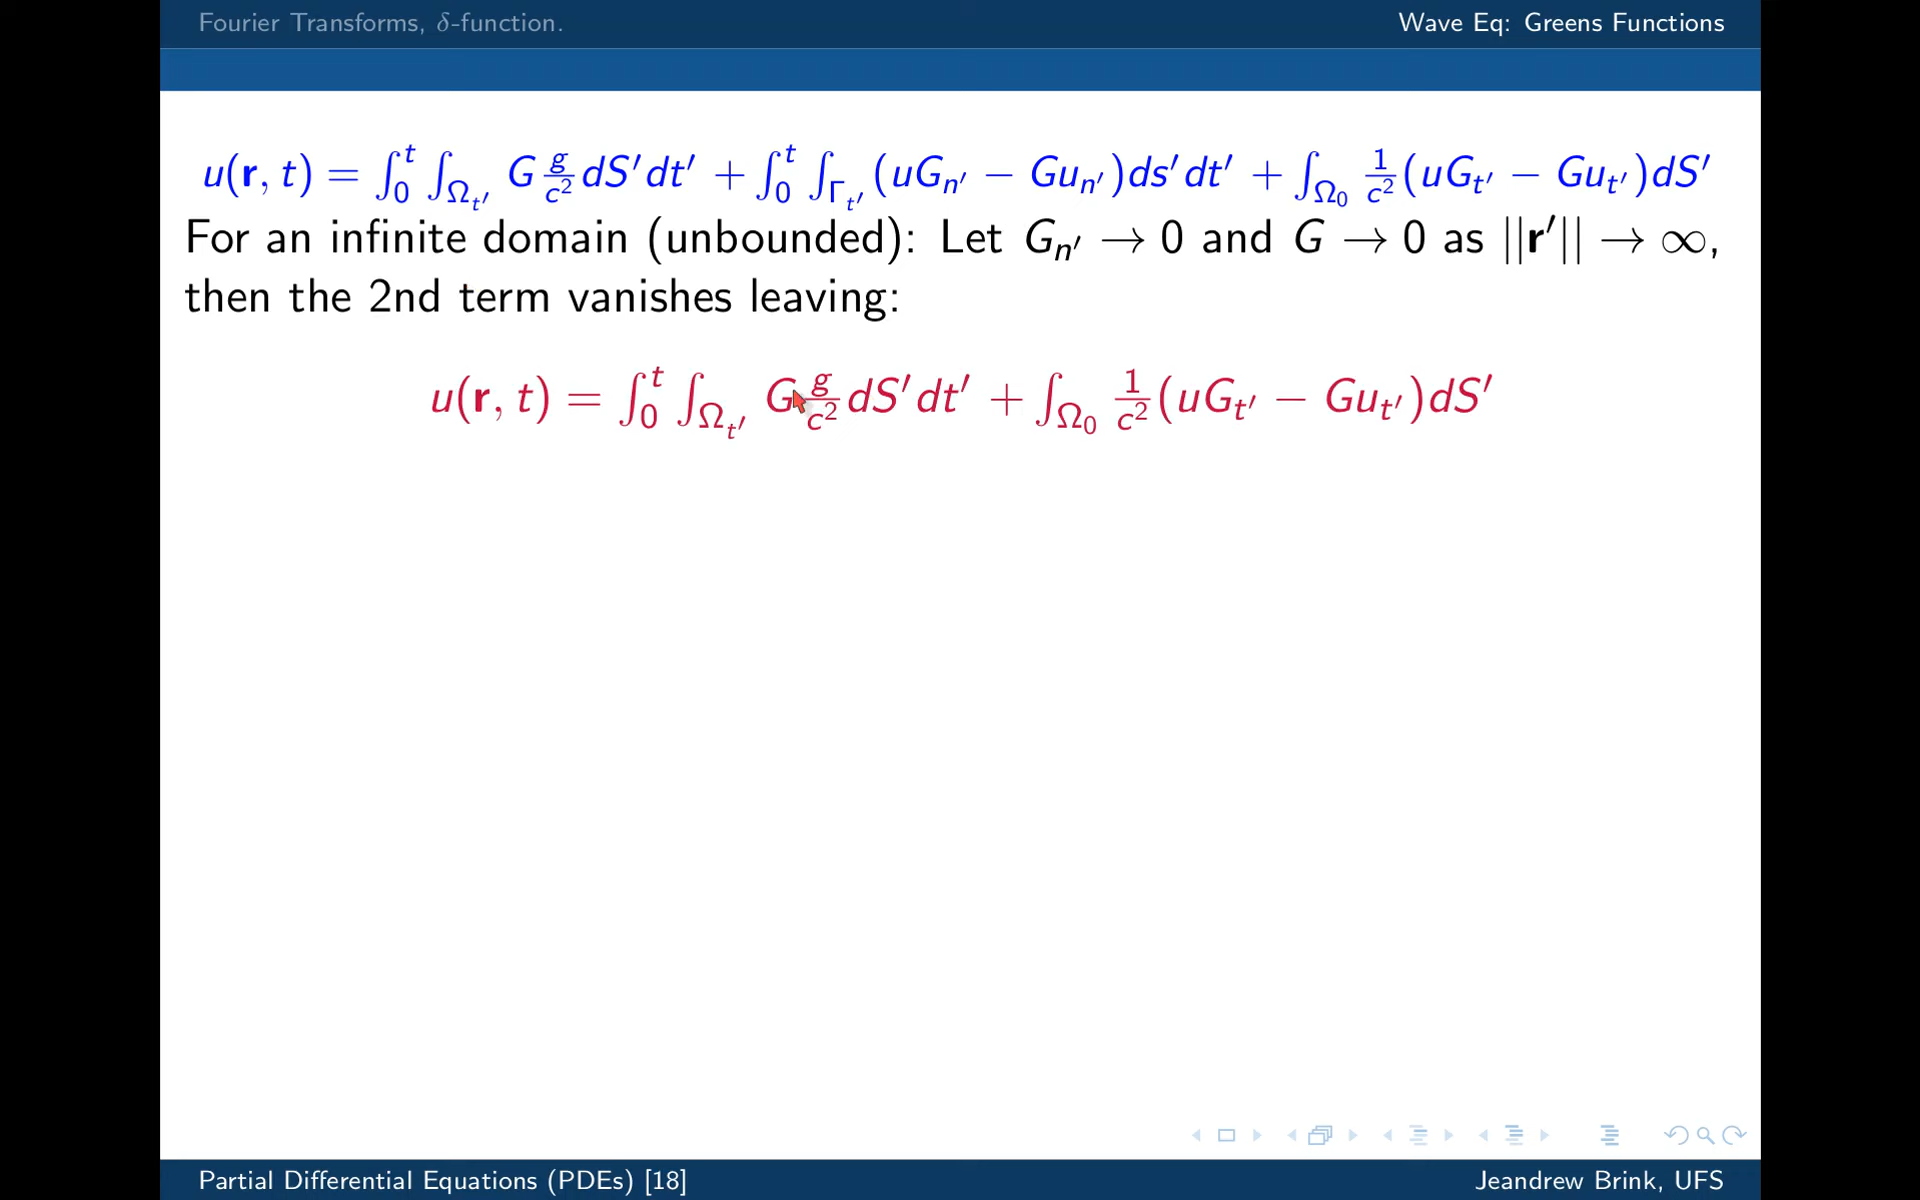 Fourier Transforms, δ-function.
Wave Eq: Greens Functions
u(r, t) = ∫₀ᵗ ∫_{Ω_{t′}} G g/c² dS′dt′ + ∫₀ᵗ ∫_{Γ_{t′}} (uG_{n′} − Gu_{n′})ds′dt′ + ∫_{Ω₀} 1/c² (uG_{t′} − Gu_{t′})dS′
For an infinite domain (unbounded): Let G_{n′} → 0 and G → 0 as ||r′|| → ∞,
then the 2nd term vanishes leaving:
u(r, t) = ∫₀ᵗ ∫_{Ω_{t′}} G g/c² dS′dt′ + ∫_{Ω₀} 1/c² (uG_{t′} − Gu_{t′})dS′
Partial Differential Equations (PDEs) [18]
Jeandrew Brink, UFS